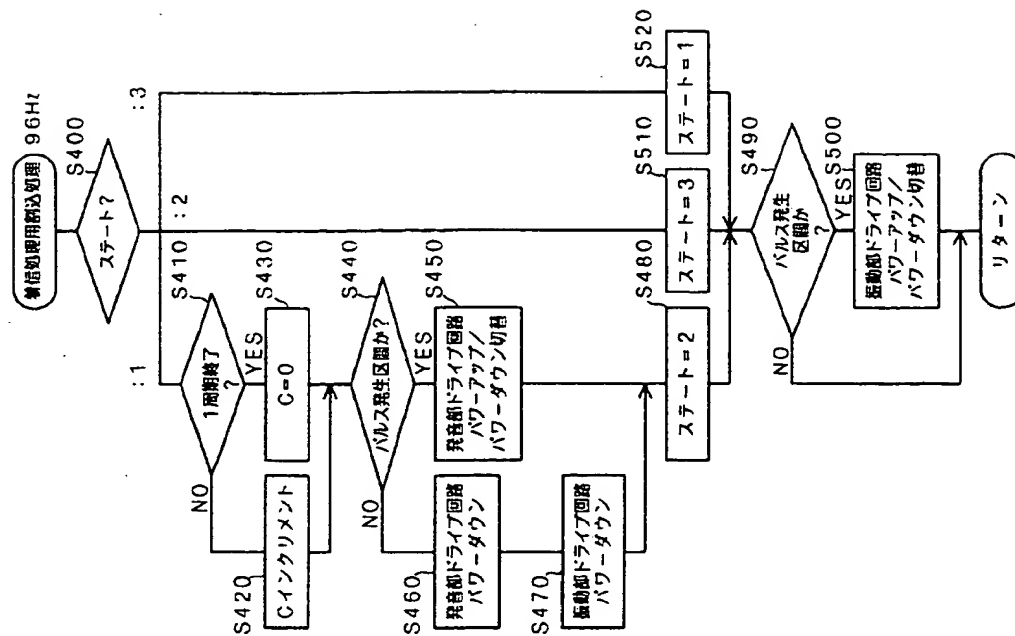 着信処理用割込処理 96Hz
S400
ステート?
:1
:2
:3
S410
1周期終了
?
NO
YES
S420
Cインクリメント
S430
C=0
S440
パルス発生区間か?
NO
YES
S450
発音部ドライブ回路
パワーアップ/
パワーダウン切替
S460
発音部ドライブ回路
パワーダウン
S470
振動部ドライブ回路
パワーダウン
S480
ステート=2
S510
ステート=3
S520
ステート=1
S490
パルス発生
区間か
?
NO
YES
S500
振動部ドライブ回路
パワーアップ/
パワーダウン切替
リターン